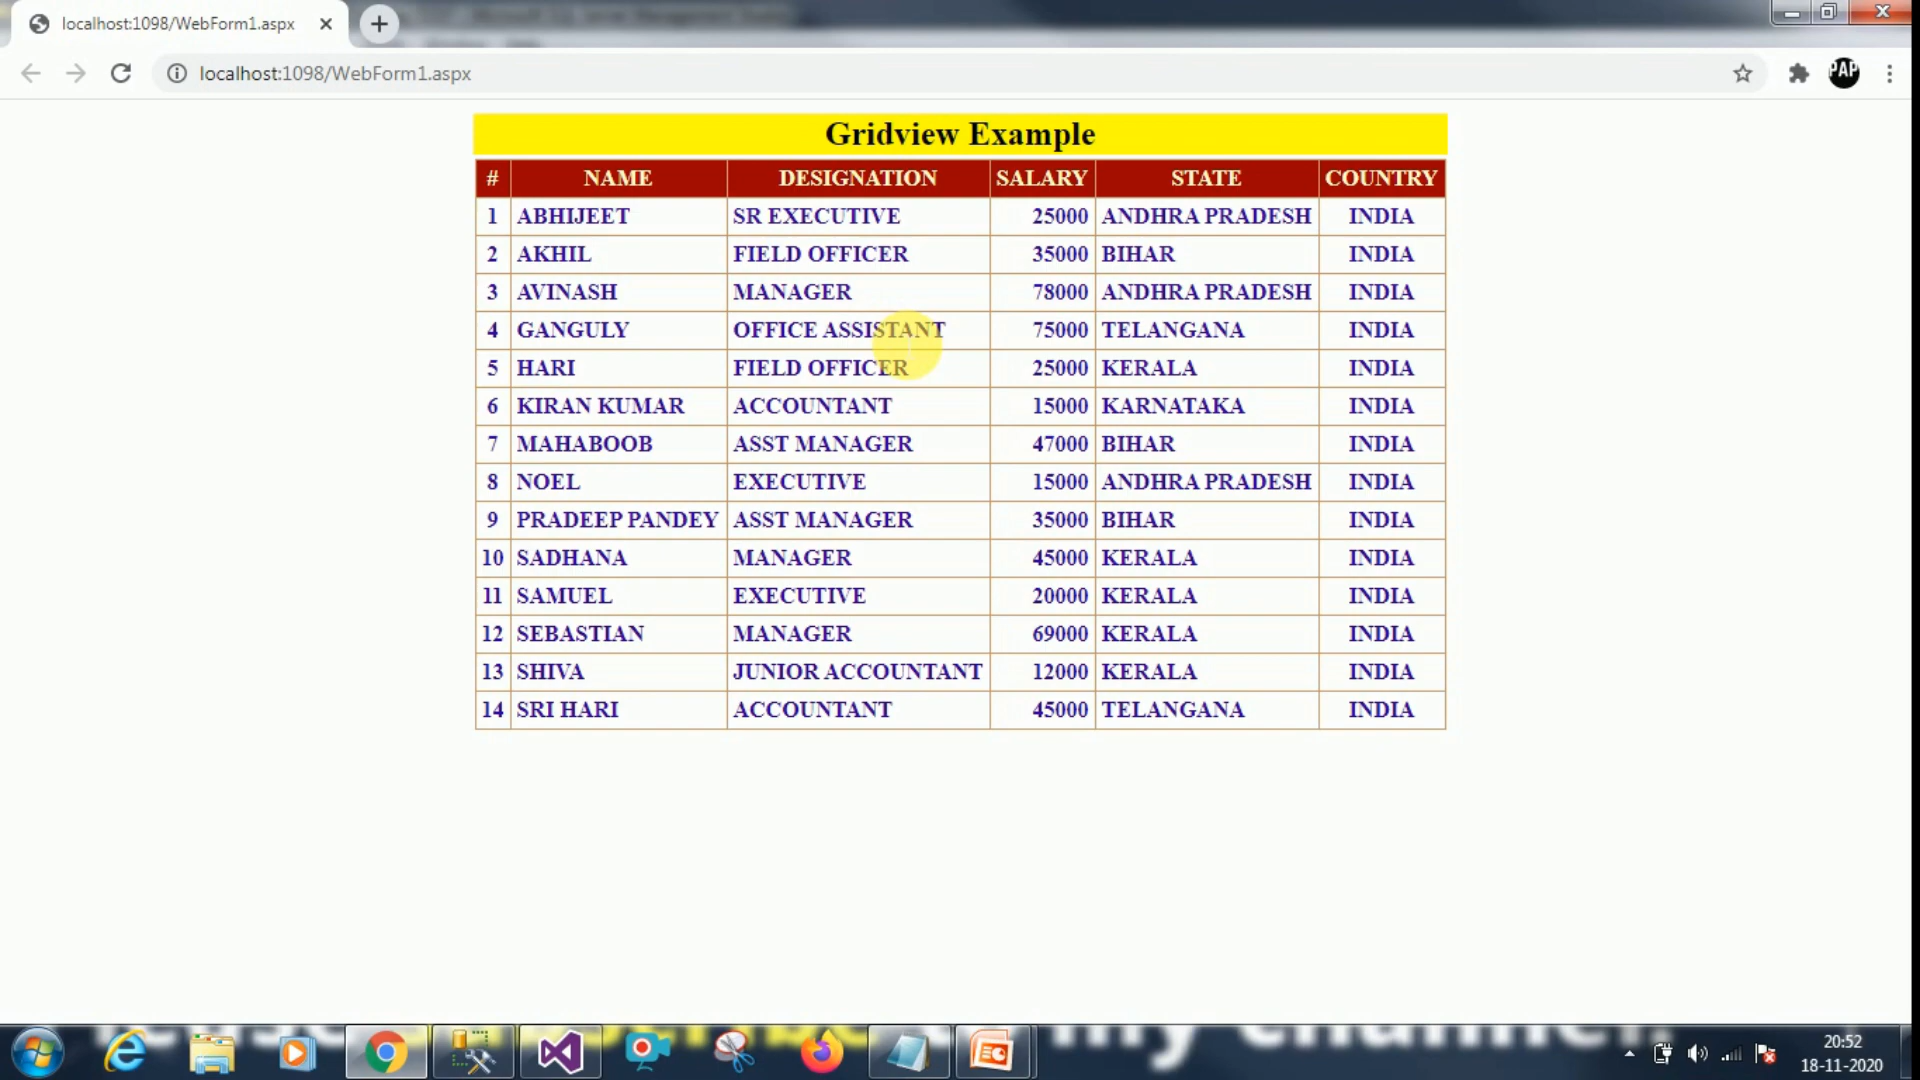 localhost:1098/WebForm1.aspx
localhost:1098/WebForm1.aspx
PAP
Gridview Example
# NAME DESIGNATION SALARY STATE COUNTRY
1 ABHIJEET SR EXECUTIVE 25000 ANDHRA PRADESH INDIA
2 AKHIL FIELD OFFICER 35000 BIHAR INDIA
3 AVINASH MANAGER 78000 ANDHRA PRADESH INDIA
4 GANGULY OFFICE ASSISTANT 75000 TELANGANA INDIA
5 HARI FIELD OFFICER 25000 KERALA INDIA
6 KIRAN KUMAR ACCOUNTANT 15000 KARNATAKA INDIA
7 MAHABOOB ASST MANAGER 47000 BIHAR INDIA
8 NOEL EXECUTIVE 15000 ANDHRA PRADESH INDIA
9 PRADEEP PANDEY ASST MANAGER 35000 BIHAR INDIA
10 SADHANA MANAGER 45000 KERALA INDIA
11 SAMUEL EXECUTIVE 20000 KERALA INDIA
12 SEBASTIAN MANAGER 69000 KERALA INDIA
13 SHIVA JUNIOR ACCOUNTANT 12000 KERALA INDIA
14 SRI HARI ACCOUNTANT 45000 TELANGANA INDIA
my channel.
20:52
18-11-2020